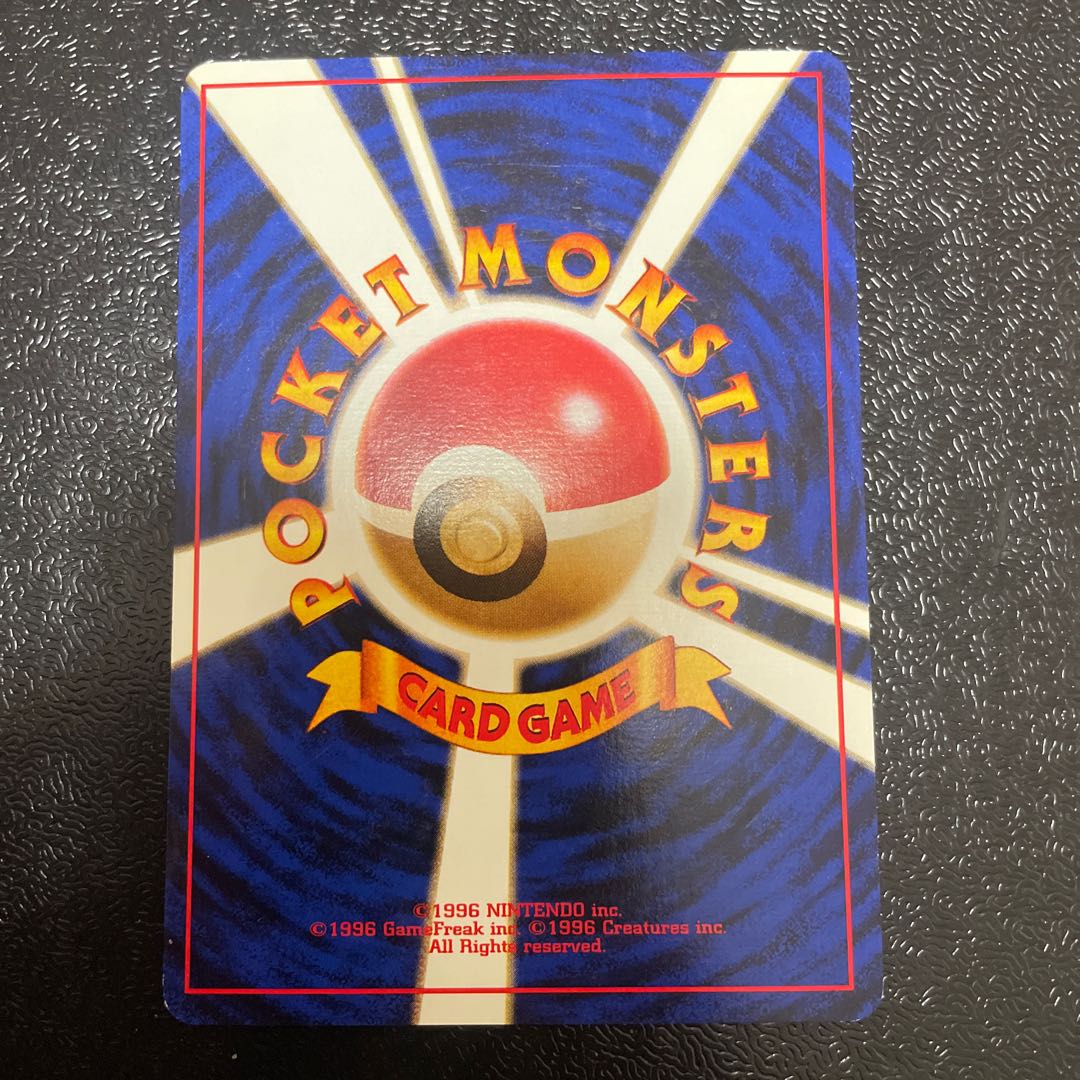 POCKET MONSTERS
CARD GAME
©1996 NINTENDO inc.
©1996 GameFreak inc. ©1996 Creatures inc.
All Rights reserved.